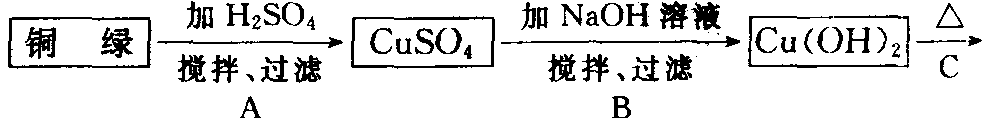 加 H₂SO₄ 加 NaOH 溶液 △
铜 绿 CuSO₄ Cu(OH)₂
搅拌、过滤 搅拌、过滤 C
A B